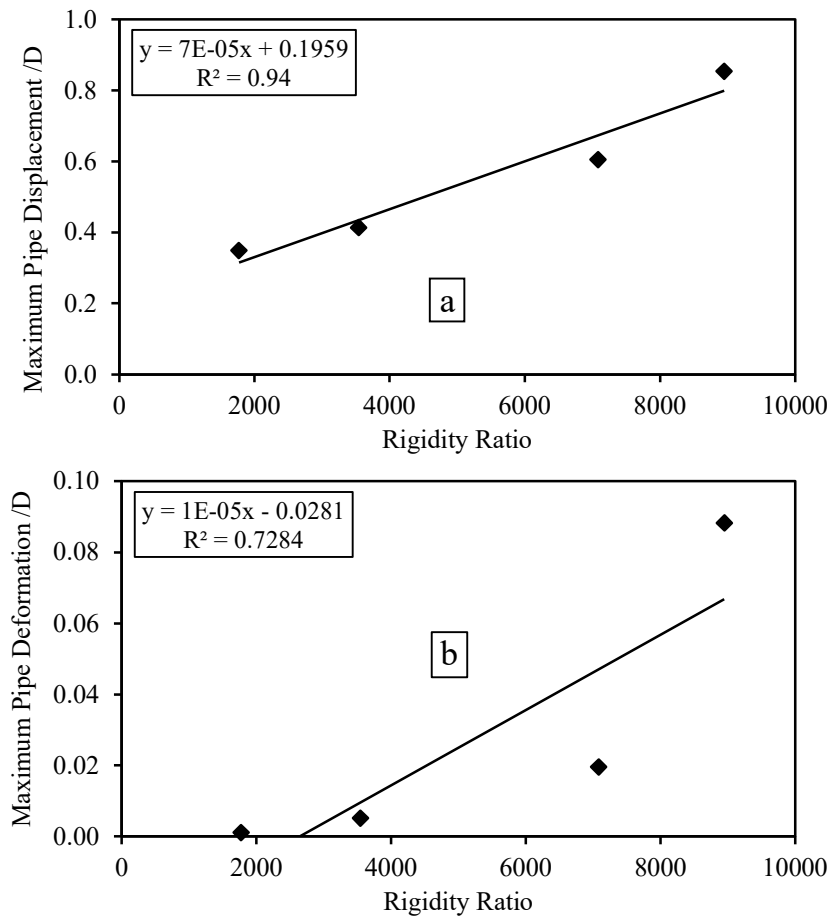 Maximum Pipe Displacement /D
1.0
0.8
0.6
0.4
0.2
0.0
y = 7E-05x + 0.1959
R² = 0.94
a
0 2000 4000 6000 8000 10000
Rigidity Ratio
Maximum Pipe Deformation /D
0.10
0.08
0.06
0.04
0.02
0.00
y = 1E-05x - 0.0281
R² = 0.7284
b
0 2000 4000 6000 8000 10000
Rigidity Ratio